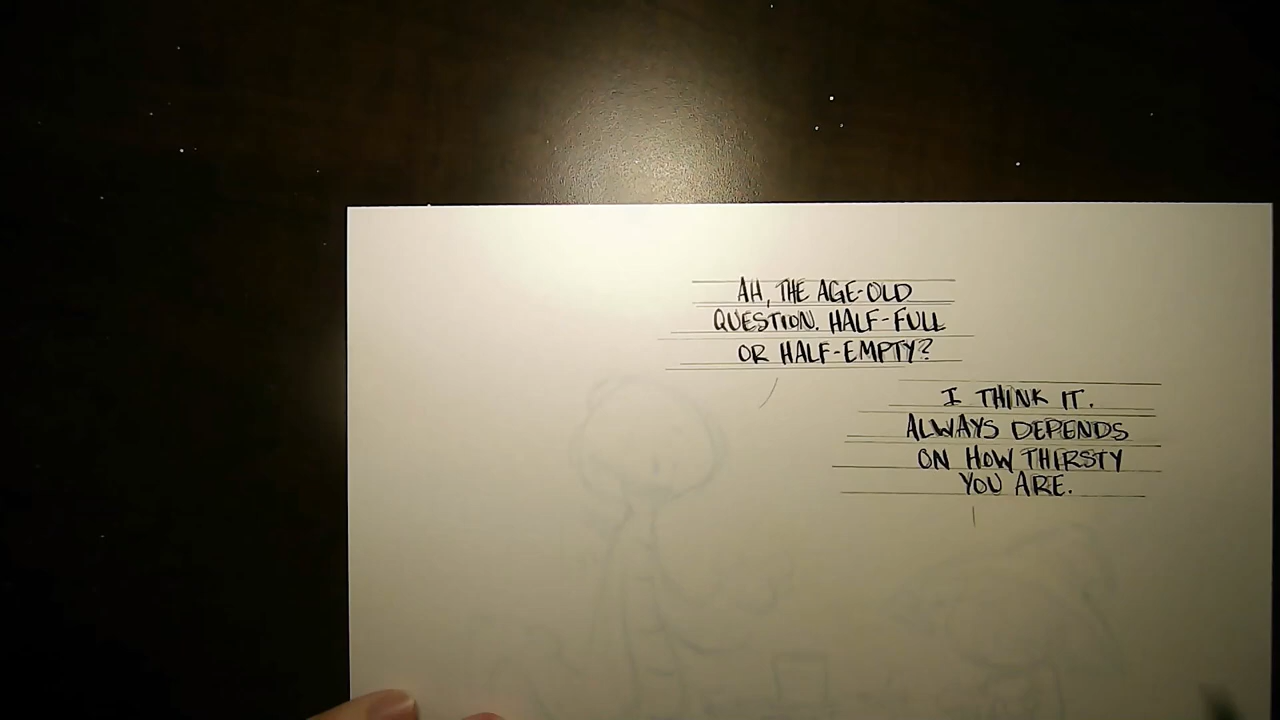 AH, THE AGE-OLD
QUESTION. HALF-FULL
OR HALF-EMPTY?
I THINK IT.
ALWAYS DEPENDS
ON HOW THIRSTY
YOU ARE.